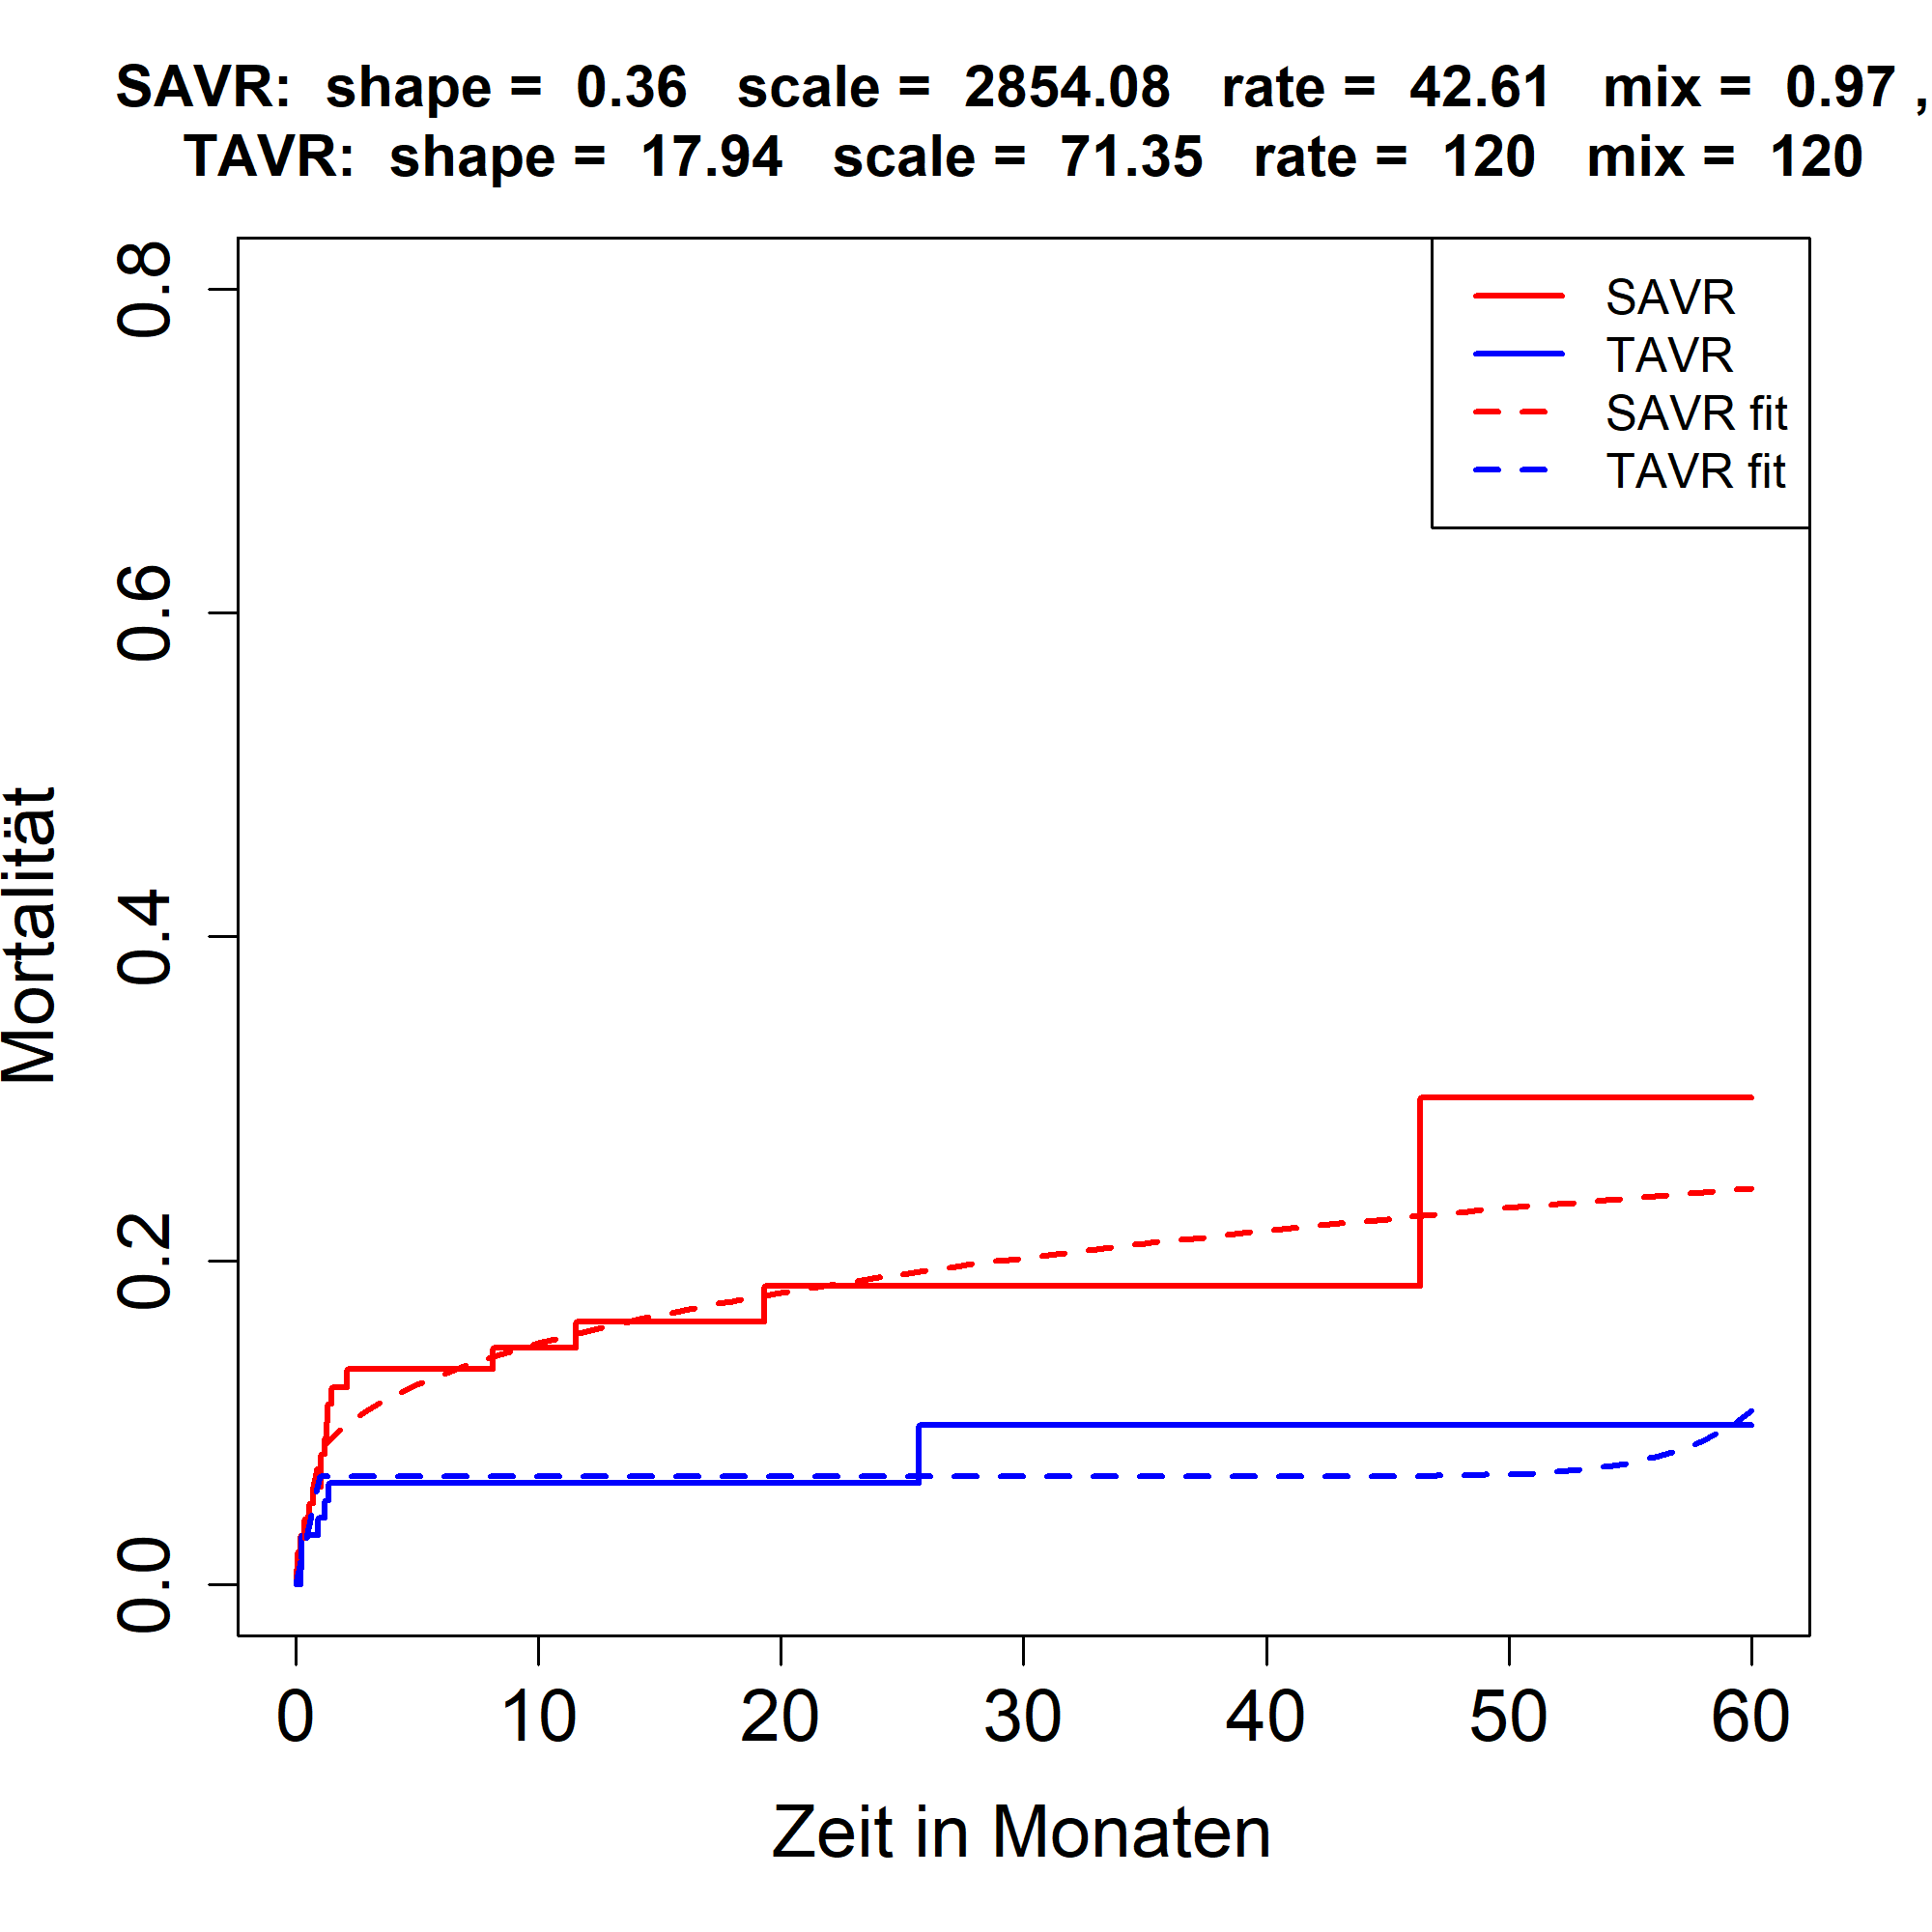 SAVR: shape = 0.36 scale = 2854.08 rate = 42.61 mix = 0.97 ,
TAVR: shape = 17.94 scale = 71.35 rate = 120 mix = 120
SAVR
TAVR
SAVR fit
TAVR fit
Mortalität
0.8
0.6
0.4
0.2
0.0
0 10 20 30 40 50 60
Zeit in Monaten